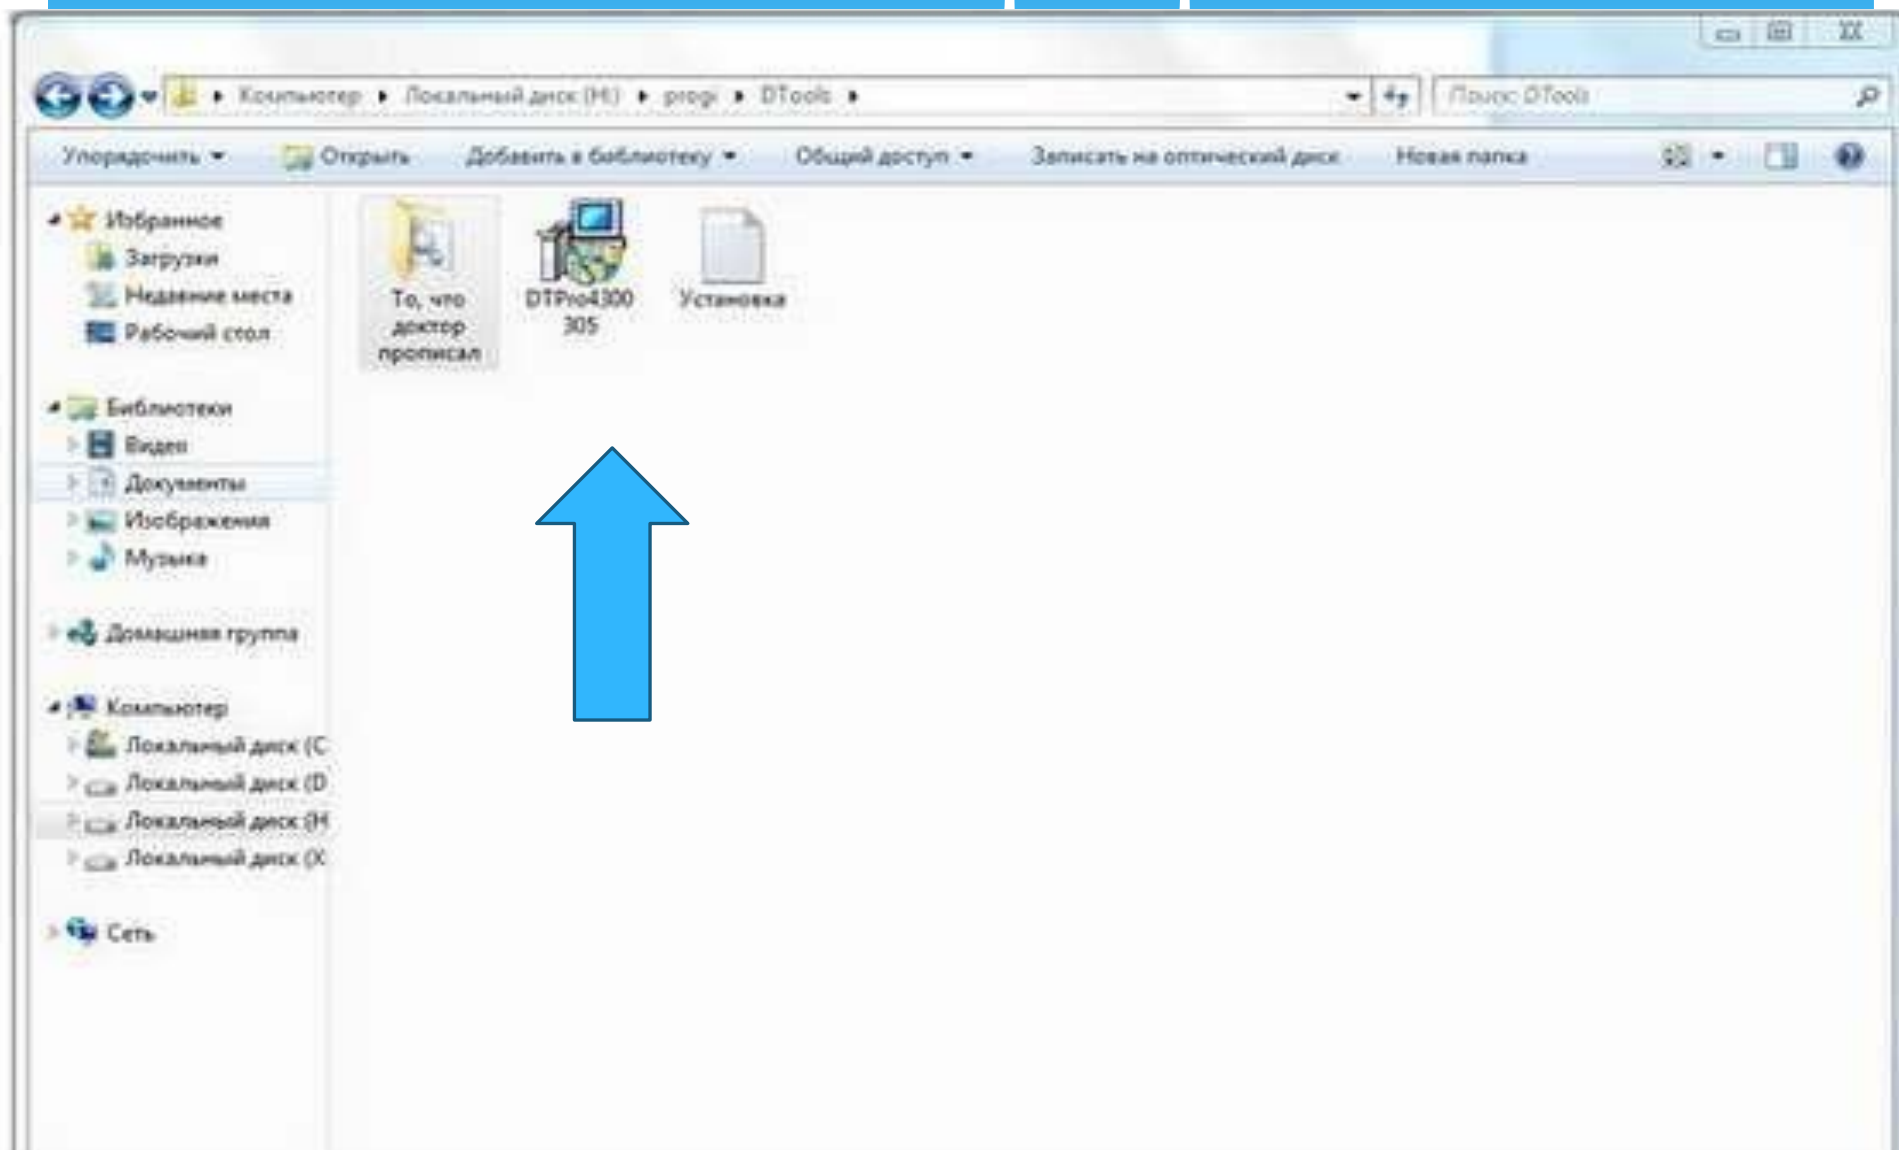 Компьютер ▸ Локальный диск (H:) ▸ progi ▸ DTools ▸
Поиск: DTools
Упорядочить
Открыть
Добавить в библиотеку
Общий доступ
Записать на оптический диск
Новая папка
Избранное
Загрузки
Недавние места
Рабочий стол
Библиотеки
Видео
Документы
Изображения
Музыка
Домашняя группа
Компьютер
Локальный диск (C
Локальный диск (D
Локальный диск (H
Локальный диск (X
Сеть
То, что
доктор
прописал
DTPro4300
305
Установка